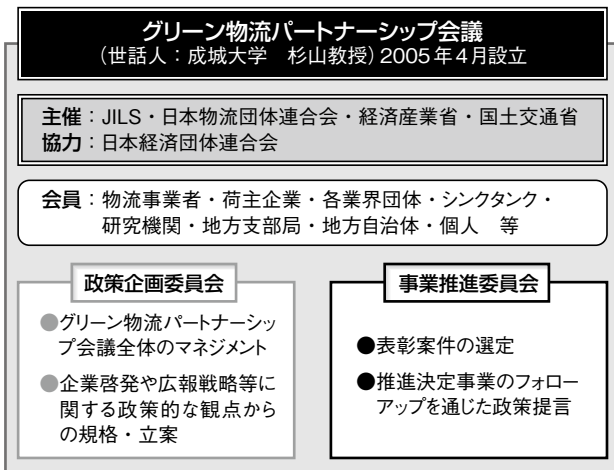 グリーン物流パートナーシップ会議
(世話人：成城大学　杉山教授)2005年4月設立
主催：JILS・日本物流団体連合会・経済産業省・国土交通省
協力：日本経済団体連合会
会員：物流事業者・荷主企業・各業界団体・シンクタンク・
研究機関・地方支部局・地方自治体・個人　等
政策企画委員会
●グリーン物流パートナーシッ
プ会議全体のマネジメント
●企業啓発や広報戦略等に
関する政策的な観点から
の規格・立案
事業推進委員会
●表彰案件の選定
●推進決定事業のフォロー
アップを通じた政策提言